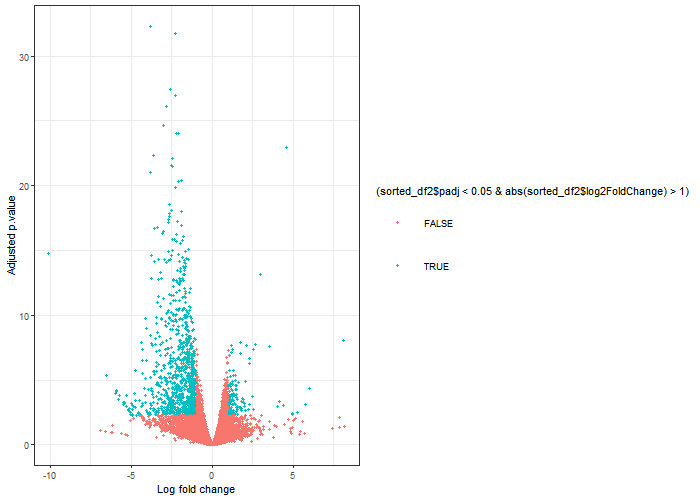 30
20
10
0
-10
-5
0
5
Adjusted p.value
Log fold change
(sorted_df2$padj < 0.05 & abs(sorted_df2$log2FoldChange) > 1)
FALSE
TRUE